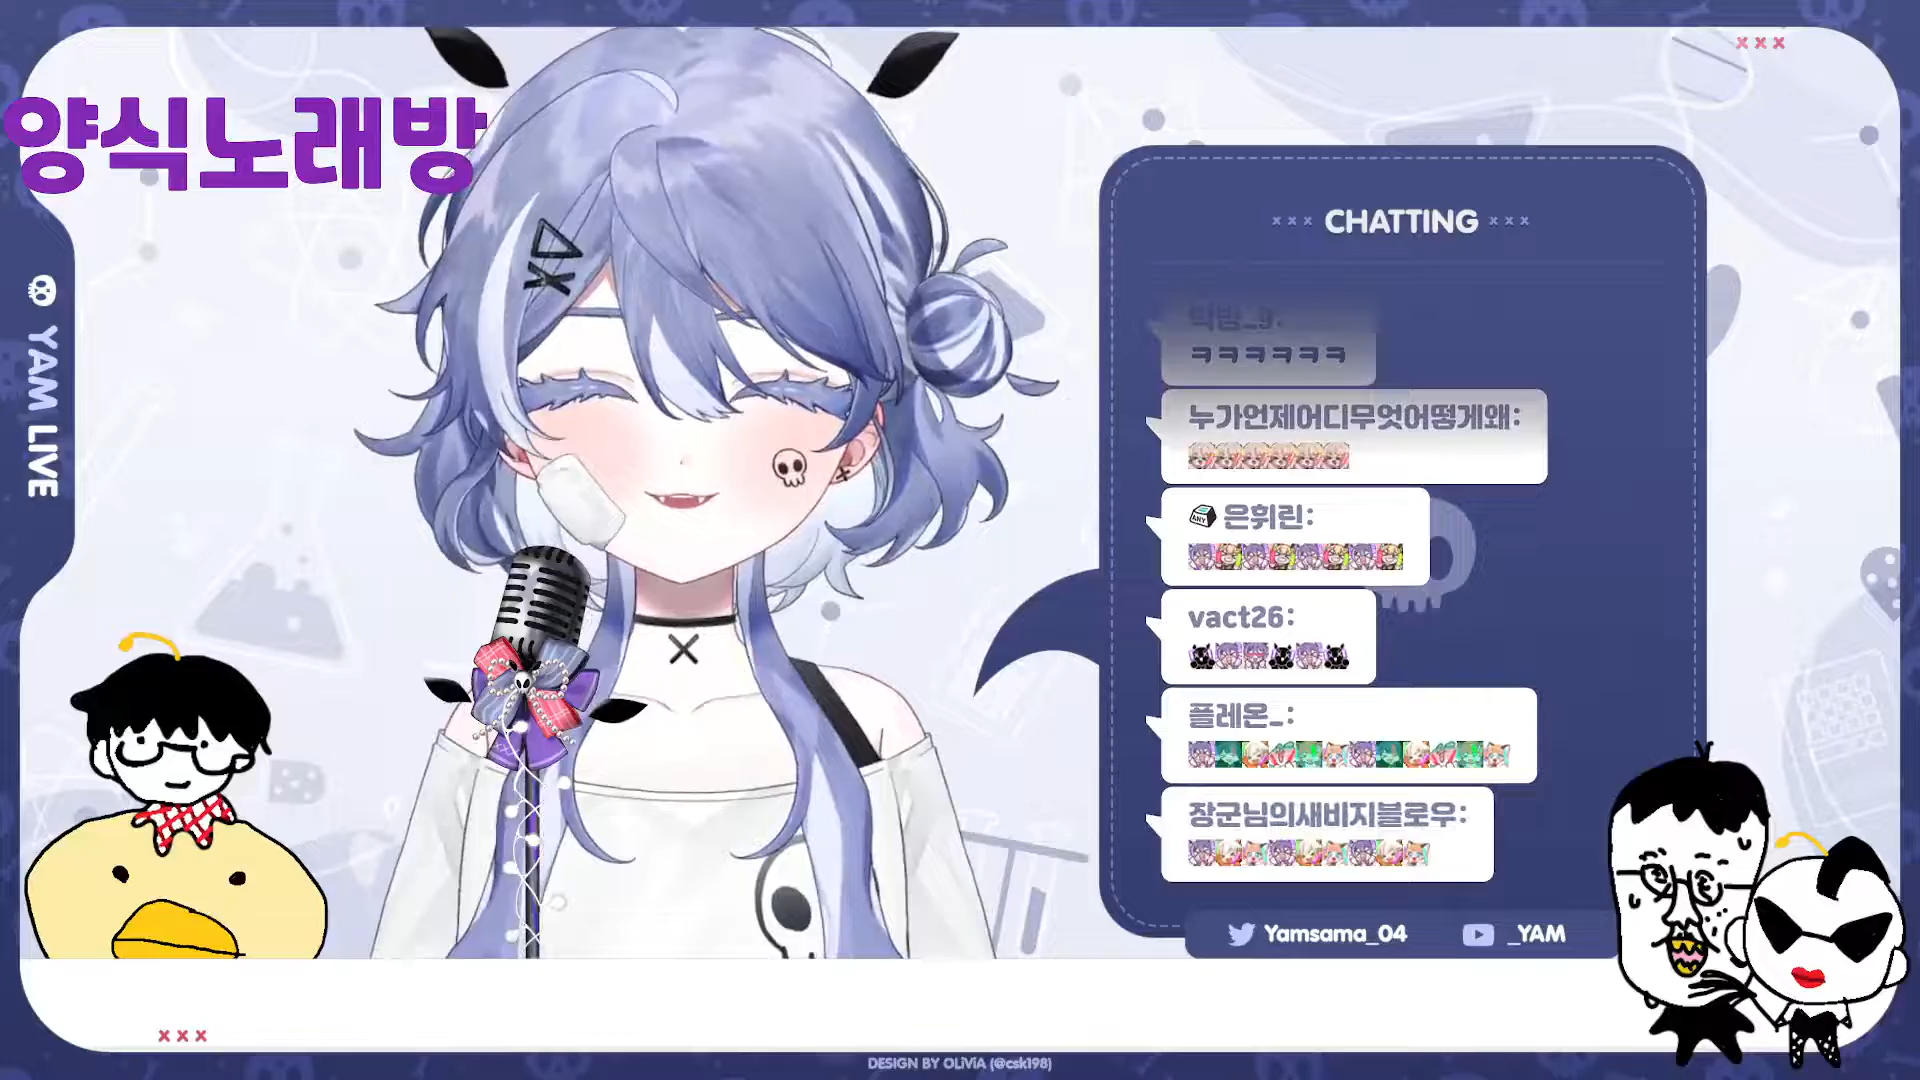 양식노래방
YAM LIVE
××× CHATTING ×××
ㅋㅋㅋㅋㅋㅋ
누가언제어디무엇어떻게왜:
은휘린:
vact26:
플레온_:
장군님의새비지블로우:
Yamsama_04
_YAM
DESIGN BY OLiViA (@csk198)